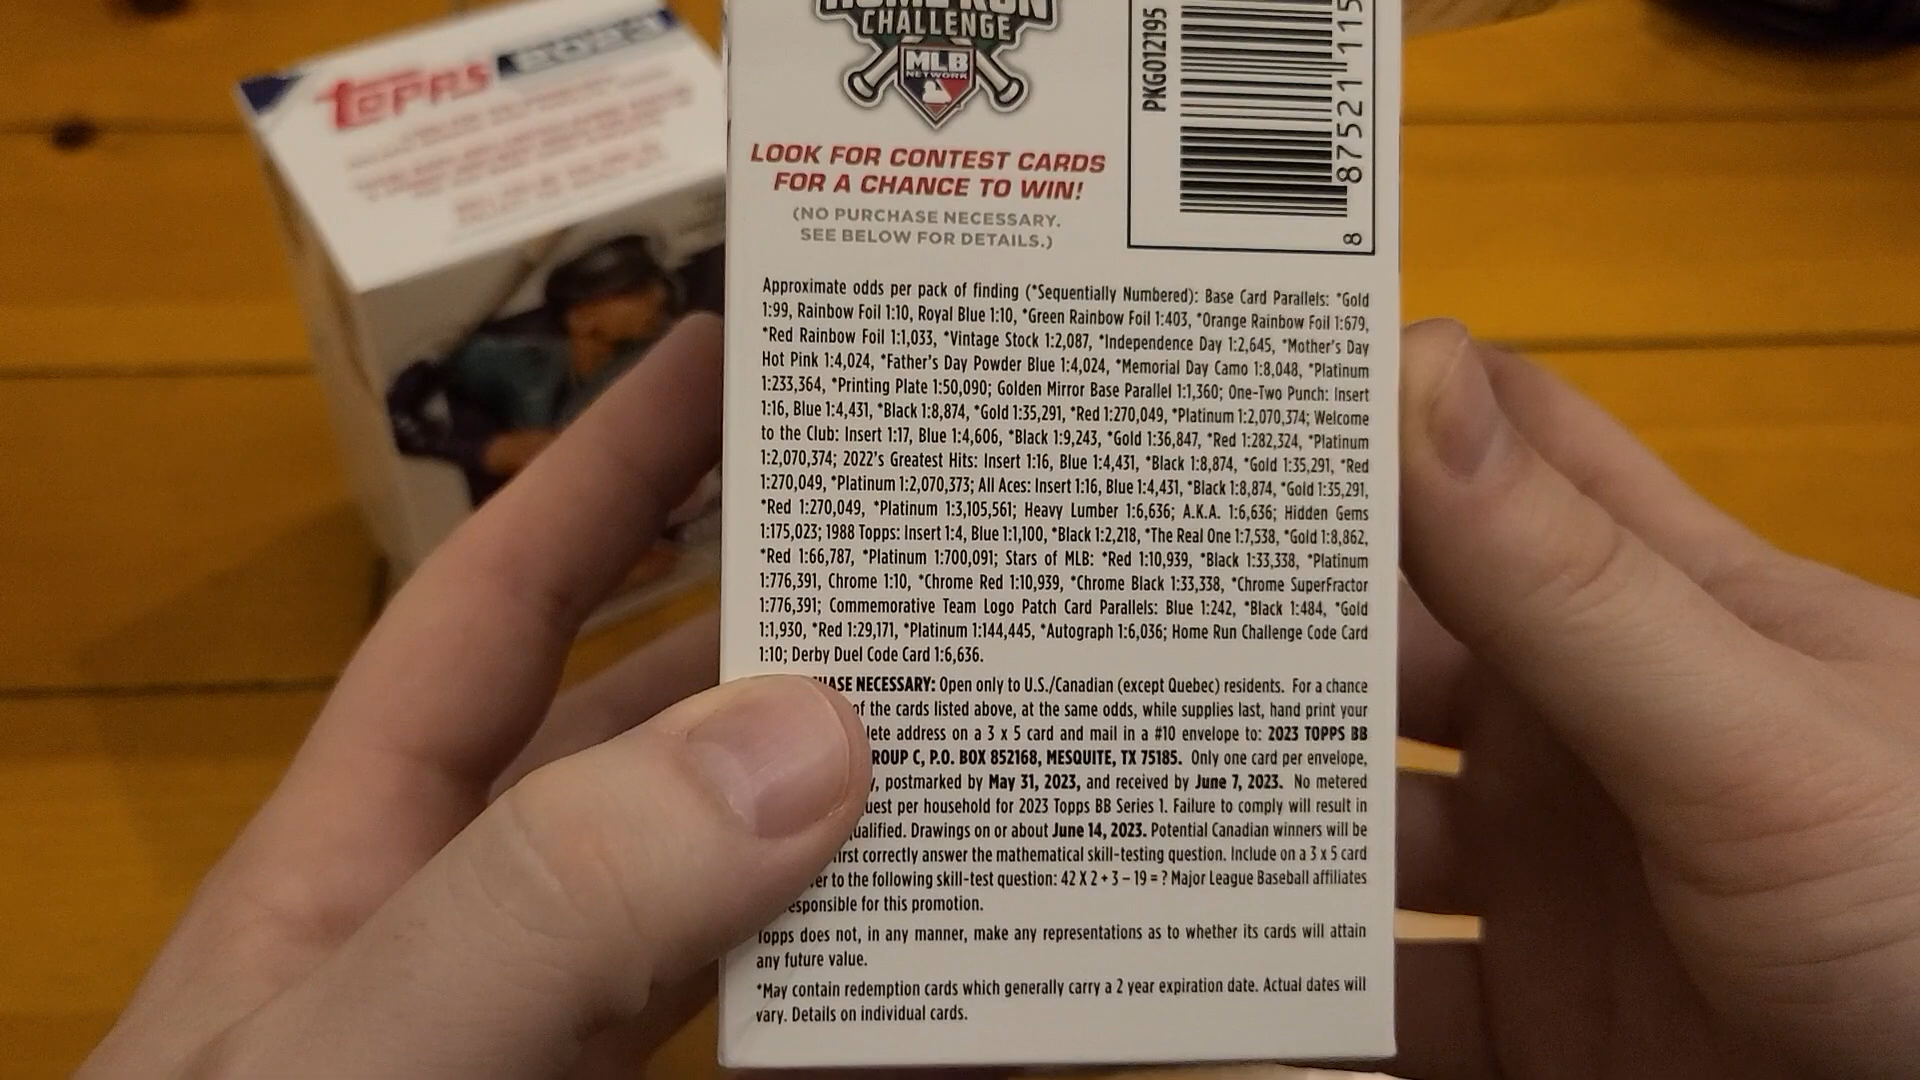 TOPPS 2023
HOME RUN
CHALLENGE
MLB
NETWORK
LOOK FOR CONTEST CARDS
FOR A CHANCE TO WIN!
(NO PURCHASE NECESSARY.
SEE BELOW FOR DETAILS.)
PKG012195
8 87521 115
Approximate odds per pack of finding (*Sequentially Numbered): Base Card Parallels: *Gold
1:99, Rainbow Foil 1:10, Royal Blue 1:10, *Green Rainbow Foil 1:403, *Orange Rainbow Foil 1:679,
*Red Rainbow Foil 1:1,033, *Vintage Stock 1:2,087, *Independence Day 1:2,645, *Mother's Day
Hot Pink 1:4,024, *Father's Day Powder Blue 1:4,024, *Memorial Day Camo 1:8,048, *Platinum
1:233,364, *Printing Plate 1:50,090; Golden Mirror Base Parallel 1:1,360; One-Two Punch: Insert
1:16, Blue 1:4,431, *Black 1:8,874, *Gold 1:35,291, *Red 1:270,049, *Platinum 1:2,070,374; Welcome
to the Club: Insert 1:17, Blue 1:4,606, *Black 1:9,243, *Gold 1:36,847, *Red 1:282,324, *Platinum
1:2,070,374; 2022's Greatest Hits: Insert 1:16, Blue 1:4,431, *Black 1:8,874, *Gold 1:35,291, *Red
1:270,049, *Platinum 1:2,070,373; All Aces: Insert 1:16, Blue 1:4,431, *Black 1:8,874, *Gold 1:35,291,
*Red 1:270,049, *Platinum 1:3,105,561; Heavy Lumber 1:6,636; A.K.A. 1:6,636; Hidden Gems
1:175,023; 1988 Topps: Insert 1:4, Blue 1:1,100, *Black 1:2,218, *The Real One 1:7,538, *Gold 1:8,862,
*Red 1:66,787, *Platinum 1:700,091; Stars of MLB: *Red 1:10,939, *Black 1:33,338, *Platinum
1:776,391, Chrome 1:10, *Chrome Red 1:10,939, *Chrome Black 1:33,338, *Chrome SuperFractor
1:776,391; Commemorative Team Logo Patch Card Parallels: Blue 1:242, *Black 1:484, *Gold
1:1,930, *Red 1:29,171, *Platinum 1:144,445, *Autograph 1:6,036; Home Run Challenge Code Card
1:10; Derby Duel Code Card 1:6,636.
HASE NECESSARY: Open only to U.S./Canadian (except Quebec) residents. For a chance
of the cards listed above, at the same odds, while supplies last, hand print your
lete address on a 3 x 5 card and mail in a #10 envelope to: 2023 TOPPS BB
ROUP C, P.O. BOX 852168, MESQUITE, TX 75185. Only one card per envelope,
y, postmarked by May 31, 2023, and received by June 7, 2023. No metered
uest per household for 2023 Topps BB Series 1. Failure to comply will result in
ualified. Drawings on or about June 14, 2023. Potential Canadian winners will be
irst correctly answer the mathematical skill-testing question. Include on a 3 x 5 card
er to the following skill-test question: 42 X 2 + 3 – 19 = ? Major League Baseball affiliates
esponsible for this promotion.
Topps does not, in any manner, make any representations as to whether its cards will attain
any future value.
*May contain redemption cards which generally carry a 2 year expiration date. Actual dates will
vary. Details on individual cards.